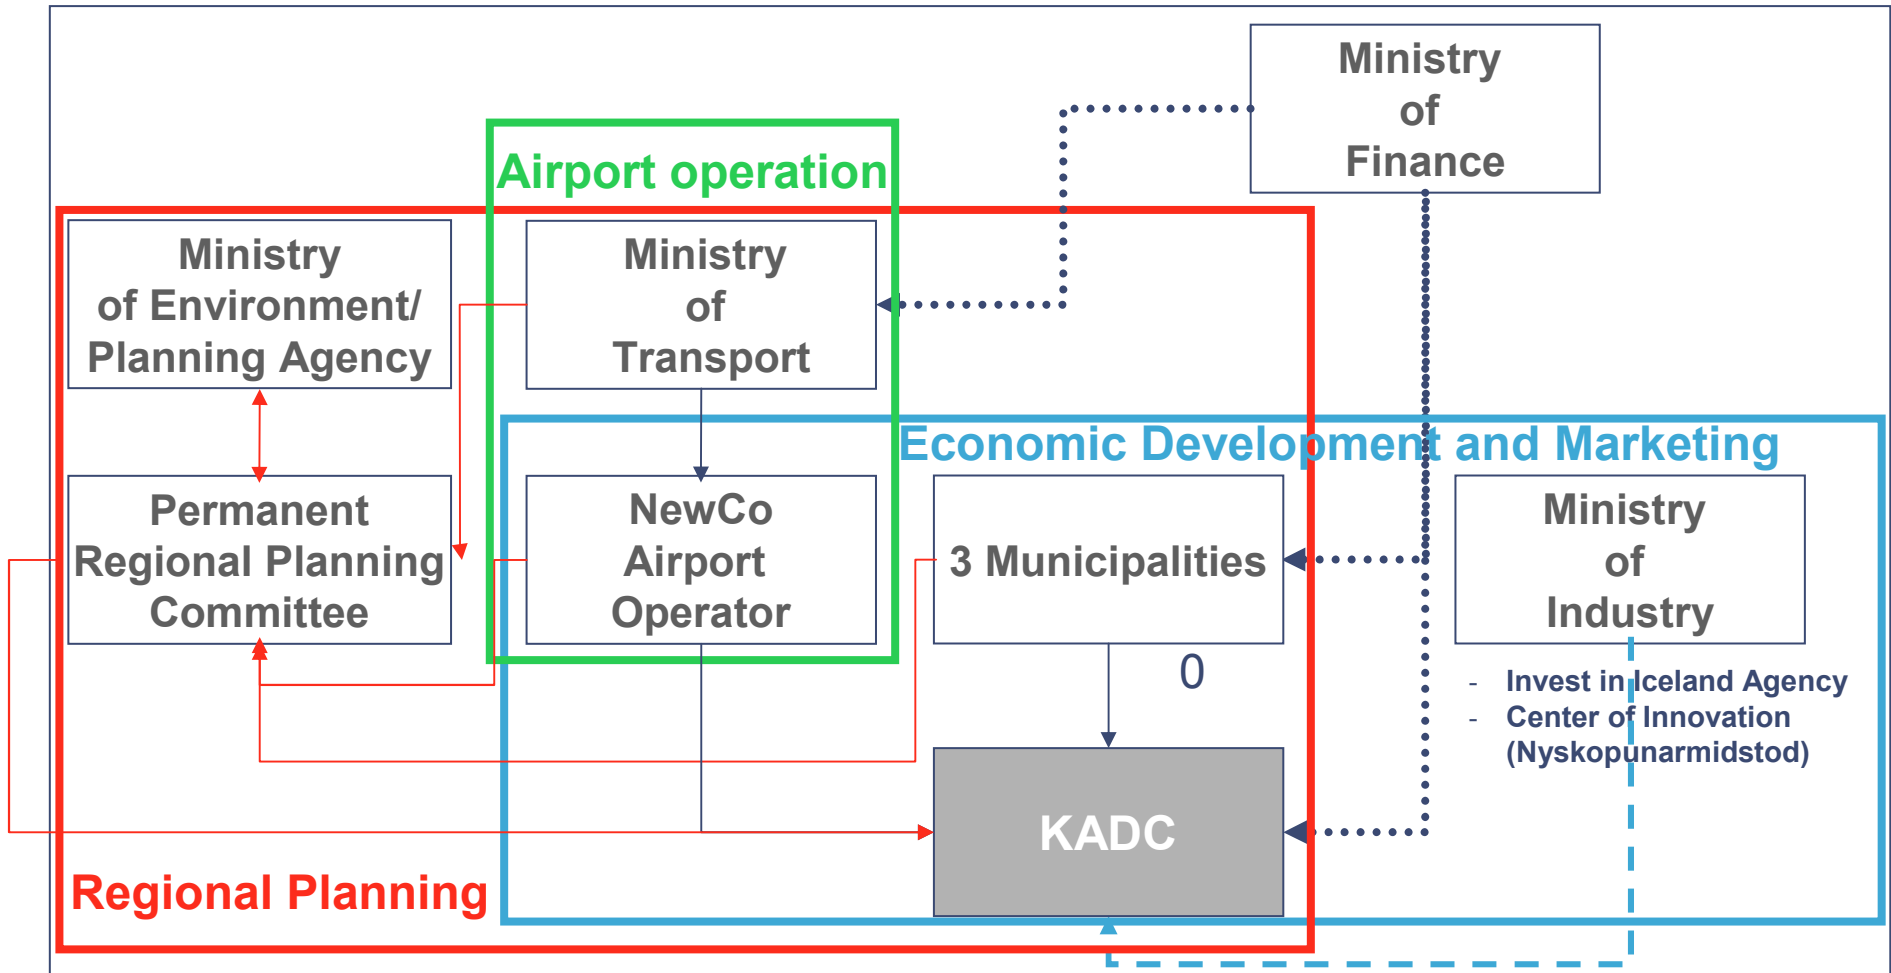 Ministry
of
Finance
Airport operation
Ministry
of Environment/
Planning Agency
Ministry
of
Transport
Economic Development and Marketing
Permanent
Regional Planning
Committee
NewCo
Airport
Operator
3 Municipalities
Ministry
of
Industry
0
- Invest in Iceland Agency
- Center of Innovation
(Nyskopunarmidstod)
KADC
Regional Planning